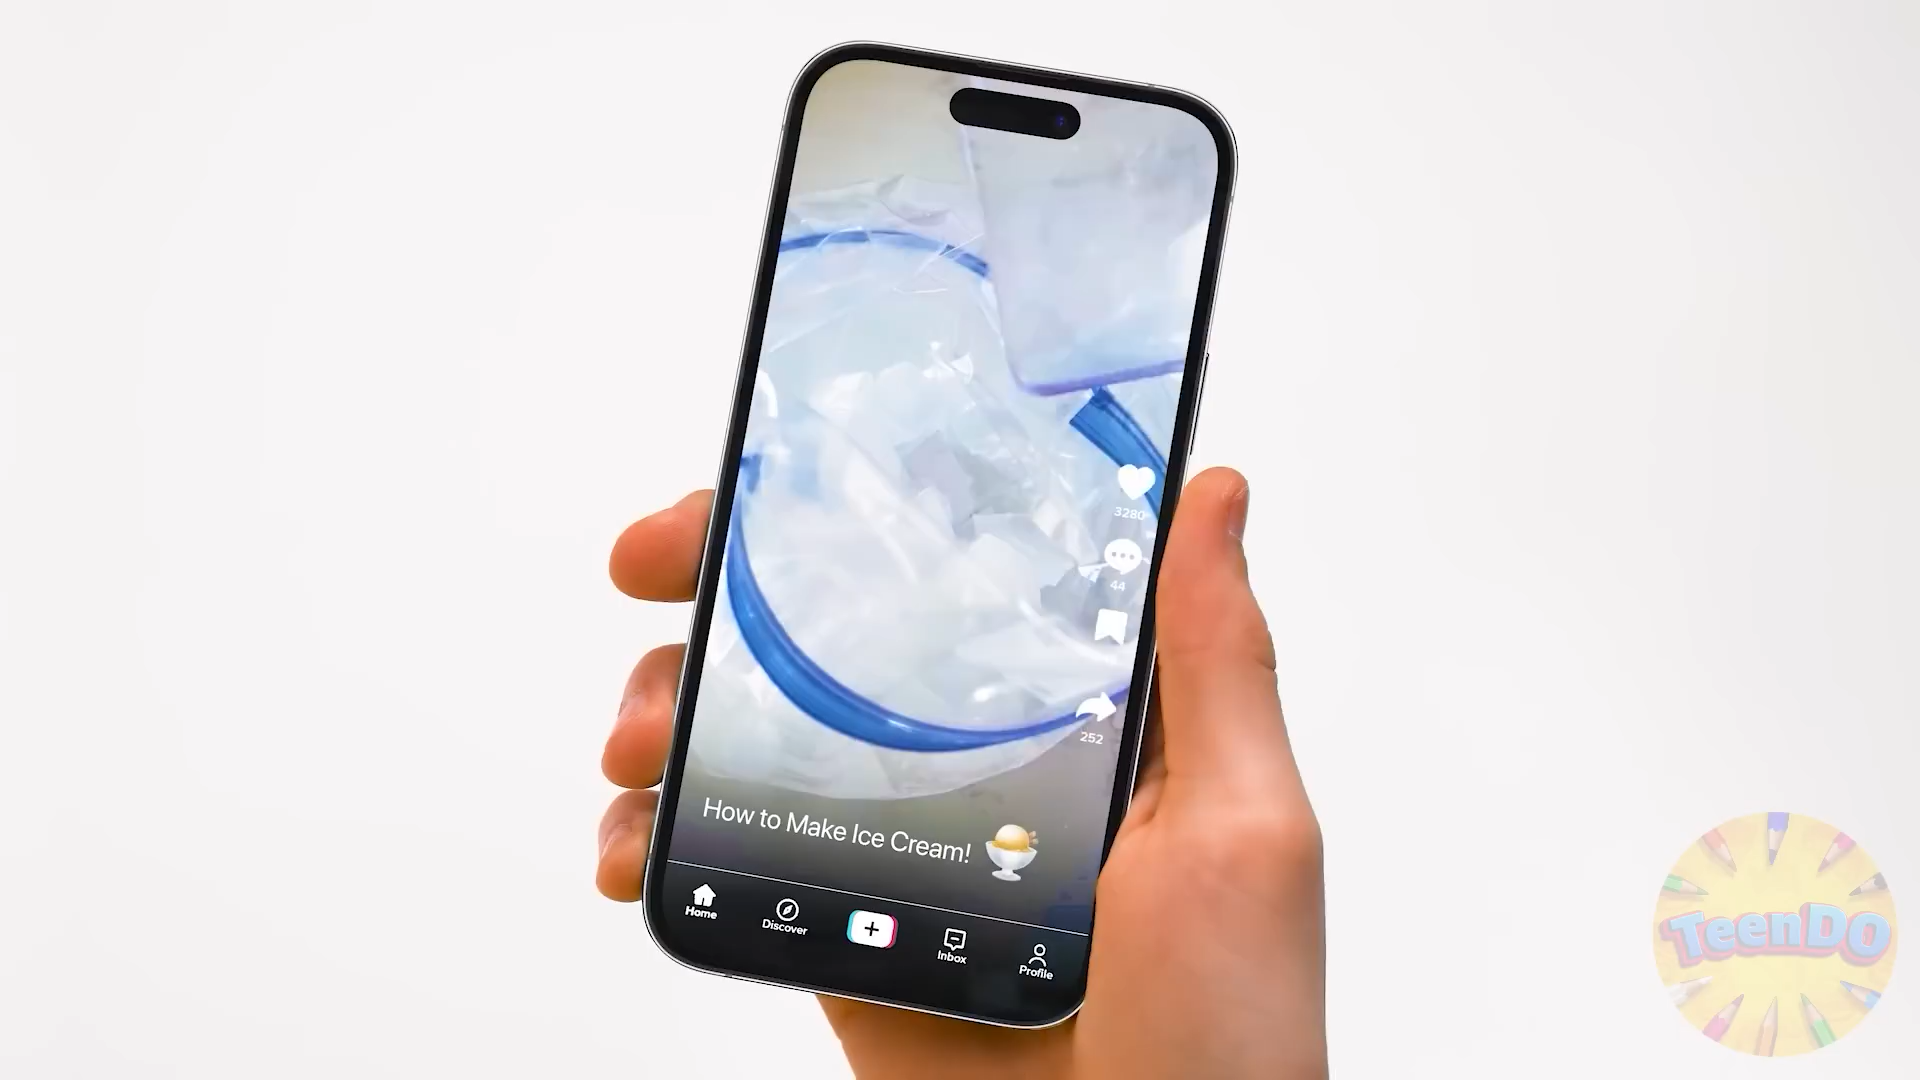 3280
44
252
How to Make Ice Cream!
Home
Discover
Inbox
Profile
TeenDO